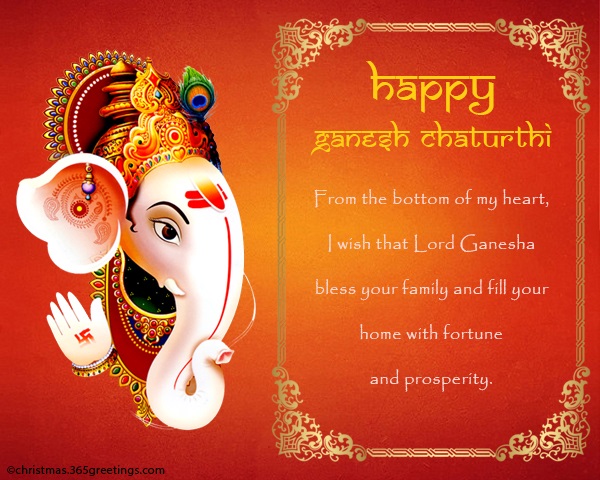 Happy
Ganesh Chaturthi
From the bottom of my heart,
I wish that Lord Ganesha
bless your family and fill your
home with fortune
and prosperity.
©christmas.365greetings.com